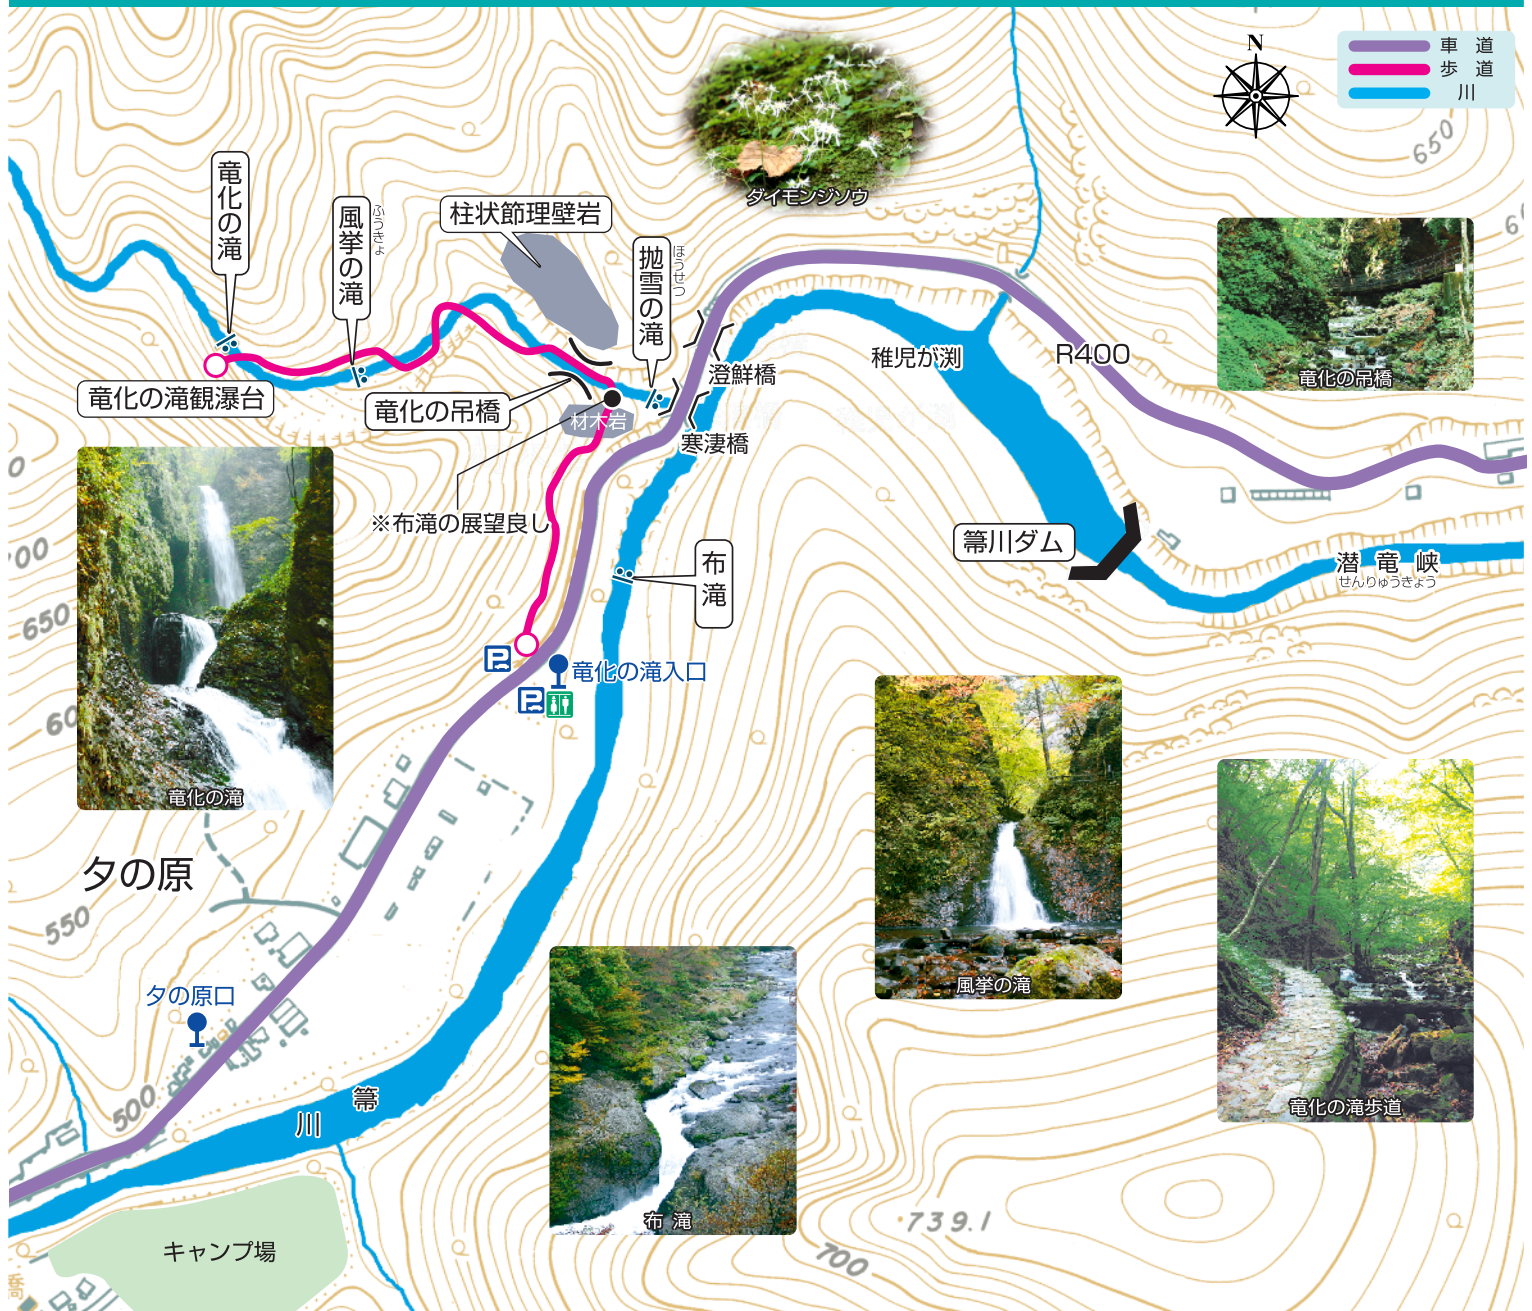 N
車 道
歩 道
川
650
ダイモンジソウ
竜化の滝
風挙の滝
ふうきょ
柱状節理壁岩
抛雪の滝
ほうせつ
竜化の吊橋
稚児が渕
R400
澄鮮橋
寒凄橋
竜化の滝観瀑台
竜化の吊橋
材木岩
※布滝の展望良し
布滝
箒川ダム
潜 竜 峡
せんりゅうきょう
650
竜化の滝入口
P
P
竜化の滝
夕の原
550
夕の原口
500
箒
川
キャンプ場
風挙の滝
布 滝
竜化の滝歩道
739.1
700